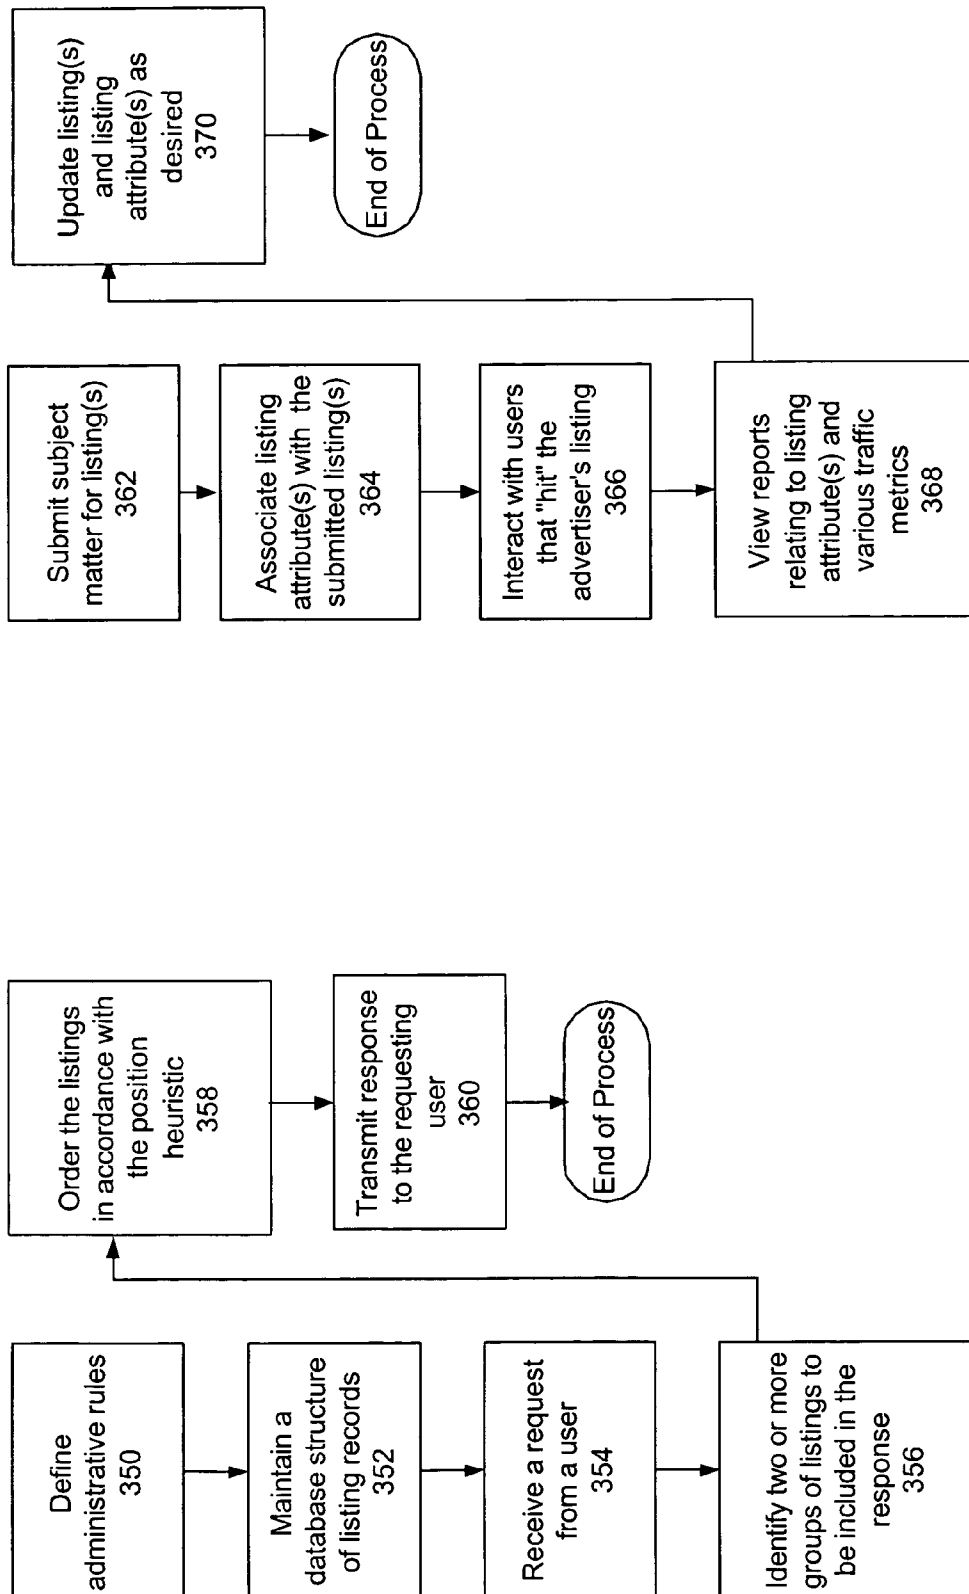 Define
administrative rules
350
Maintain a
database structure
of listing records
352
Receive a request
from a user
354
Identify two or more
groups of listings to
be included in the
response
356
Order the listings
in accordance with
the position
heuristic
358
Transmit response
to the requesting
user
360
End of Process
Submit subject
matter for listing(s)
362
Associate listing
attribute(s) with the
submitted listing(s)
364
Interact with users
that "hit" the
advertiser's listing
366
View reports
relating to listing
attribute(s) and
various traffic
metrics
368
Update listing(s)
and listing
attribute(s) as
desired
370
End of Process